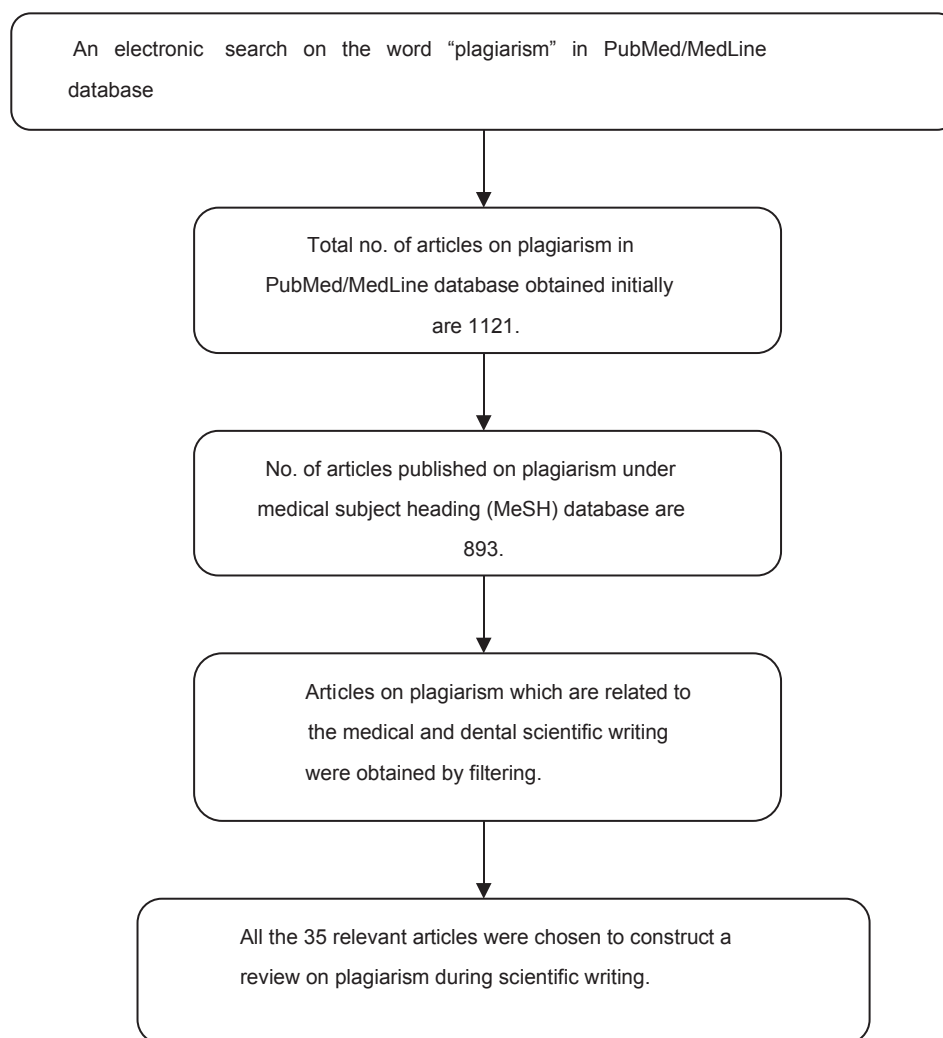 An electronic search on the word “plagiarism” in PubMed/MedLine
database
Total no. of articles on plagiarism in
PubMed/MedLine database obtained initially
are 1121.
No. of articles published on plagiarism under
medical subject heading (MeSH) database are
893.
Articles on plagiarism which are related to
the medical and dental scientific writing
were obtained by filtering.
All the 35 relevant articles were chosen to construct a
review on plagiarism during scientific writing.